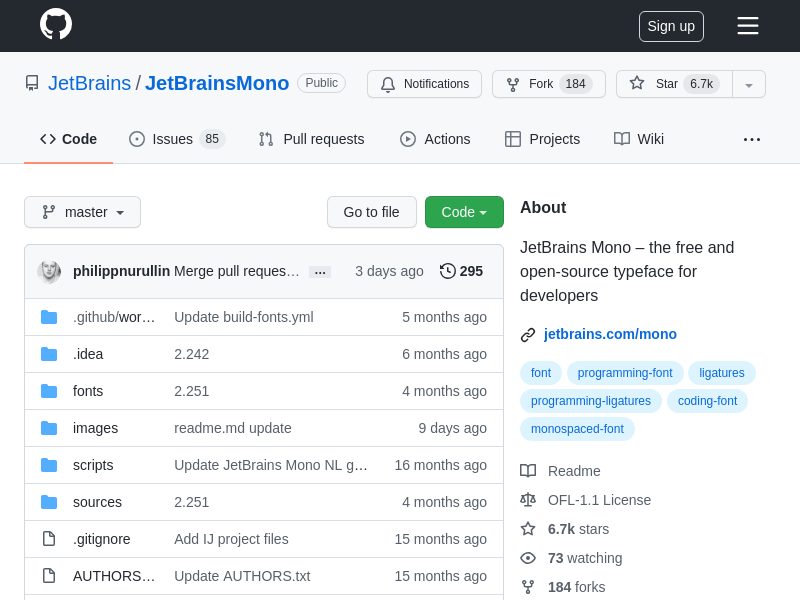 Sign up
JetBrains / JetBrainsMono Public Notifications Fork 184 Star 6.7k
Code Issues 85 Pull requests Actions Projects Wiki ...
master Go to file Code
philippnurullin Merge pull reques… ... 3 days ago 295
.github/wor… Update build-fonts.yml 5 months ago
.idea 2.242 6 months ago
fonts 2.251 4 months ago
images readme.md update 9 days ago
scripts Update JetBrains Mono NL g… 16 months ago
sources 2.251 4 months ago
.gitignore Add IJ project files 15 months ago
AUTHORS… Update AUTHORS.txt 15 months ago
About
JetBrains Mono – the free and
open-source typeface for
developers
jetbrains.com/mono
font programming-font ligatures
programming-ligatures coding-font
monospaced-font
Readme
OFL-1.1 License
6.7k stars
73 watching
184 forks